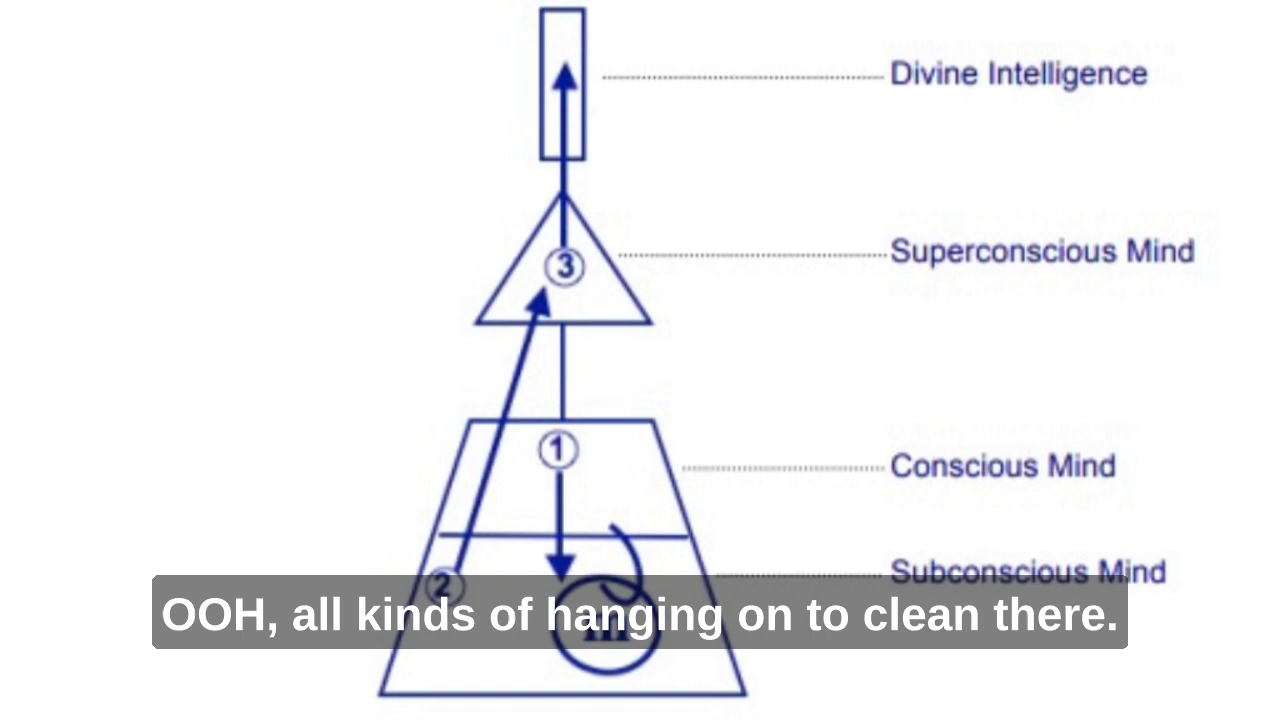 Divine Intelligence
3
Superconscious Mind
1
Conscious Mind
Subconscious Mind
2
OOH, all kinds of hanging on to clean there.
m